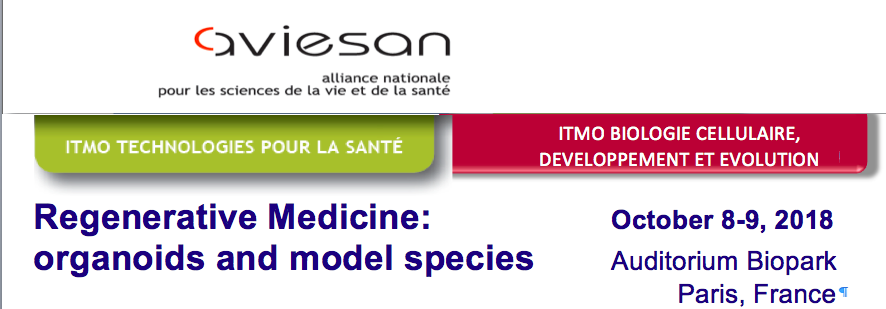 aviesan
alliance nationale
pour les sciences de la vie et de la santé
ITMO TECHNOLOGIES POUR LA SANTÉ
ITMO BIOLOGIE CELLULAIRE,
DEVELOPPEMENT ET EVOLUTION
Regenerative Medicine:
organoids and model species
October 8-9, 2018
Auditorium Biopark
Paris, France¶